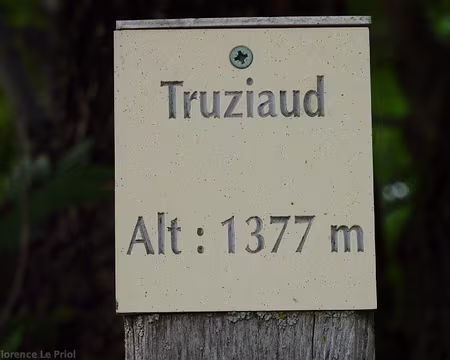 Truziaud
Alt : 1377 m
lorence Le Priol